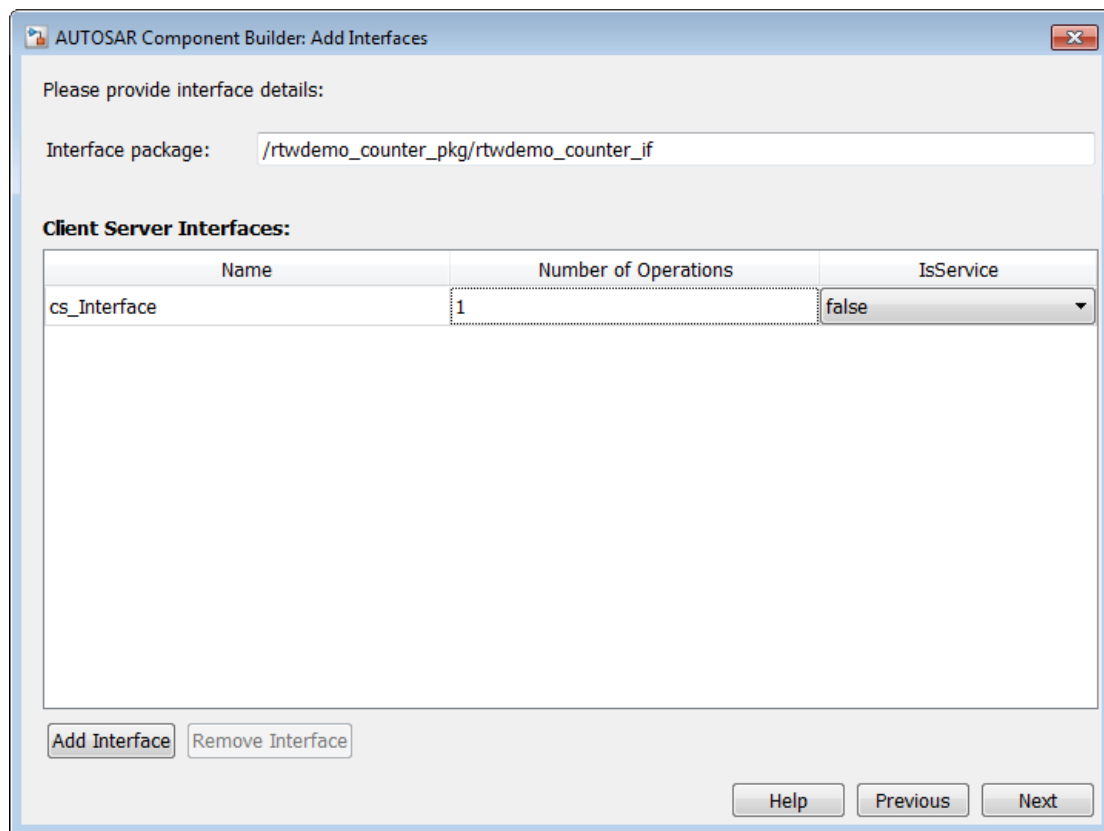 AUTOSAR Component Builder: Add Interfaces
Please provide interface details:
Interface package: /rtwdemo_counter_pkg/rtwdemo_counter_if
Client Server Interfaces:
Name Number of Operations IsService
cs_Interface 1 false
Add Interface Remove Interface
Help Previous Next